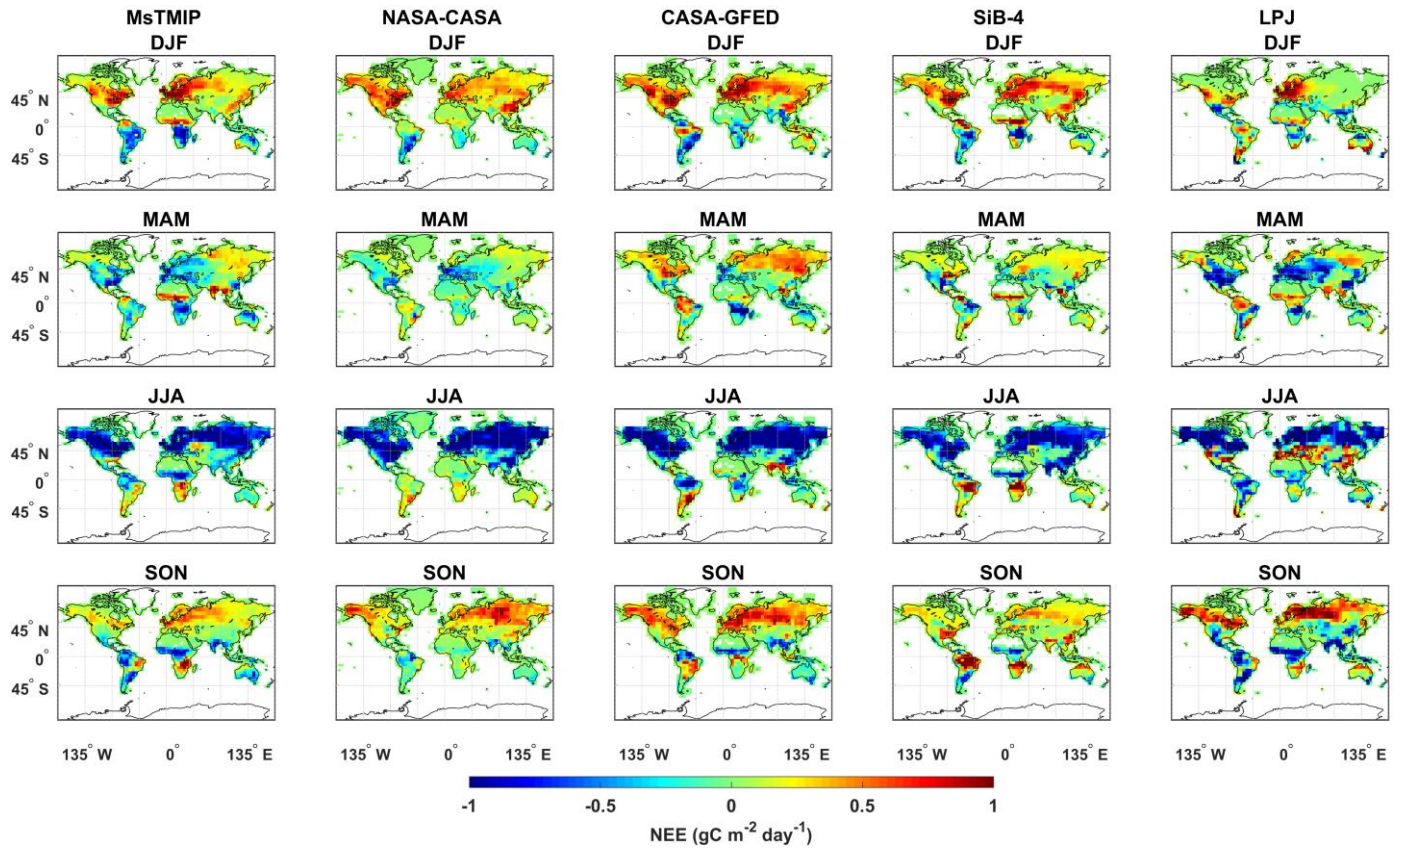 MsTMIP NASA-CASA CASA-GFED SiB-4 LPJ
DJF DJF DJF DJF DJF
45° N
0°
45° S
MAM MAM MAM MAM MAM
45° N
0°
45° S
JJA JJA JJA JJA JJA
45° N
0°
45° S
SON SON SON SON SON
45° N
0°
45° S
135° W 0° 135° E 135° W 0° 135° E 135° W 0° 135° E 135° W 0° 135° E 135° W 0° 135° E
-1 -0.5 0 0.5 1
NEE (gC m⁻² day⁻¹)